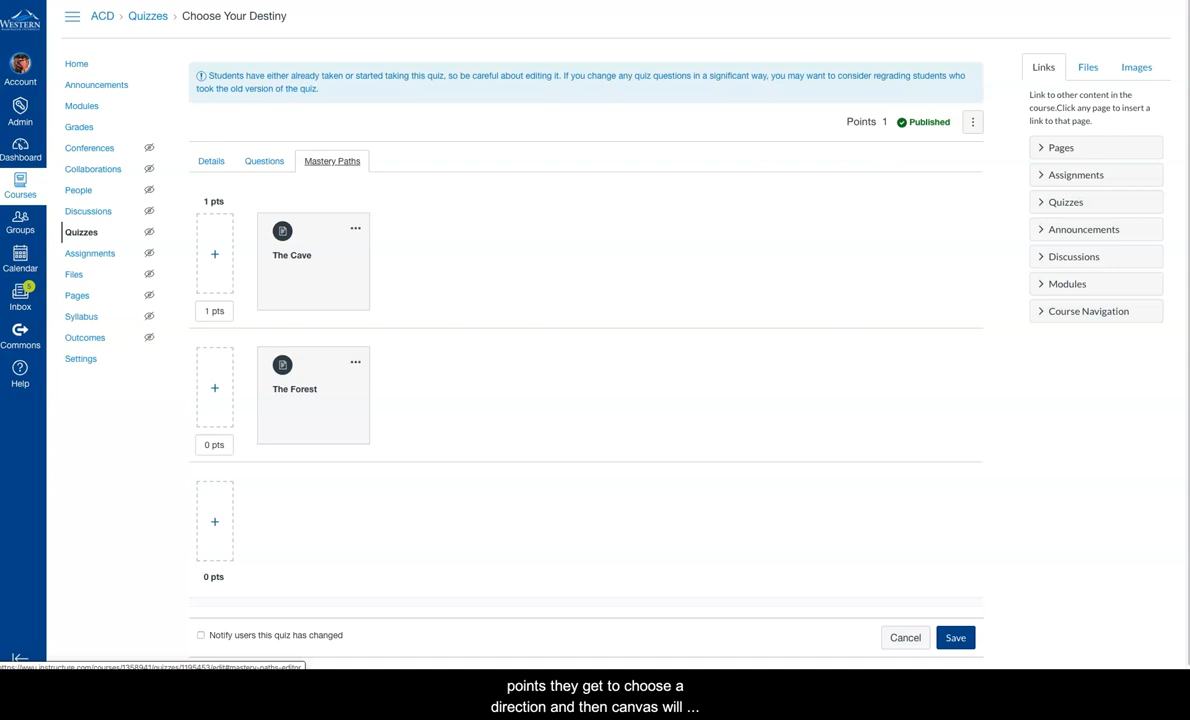 WESTERN
Account
Admin
Dashboard
Courses
Groups
Calendar
5
Inbox
Commons
Help
ACD › Quizzes › Choose Your Destiny
Home
Announcements
Modules
Grades
Conferences
Collaborations
People
Discussions
Quizzes
Assignments
Files
Pages
Syllabus
Outcomes
Settings
Students have either already taken or started taking this quiz, so be careful about editing it. If you change any quiz questions in a significant way, you may want to consider regrading students who
took the old version of the quiz.
Points 1 Published
Details Questions Mastery Paths
1 pts
+
The Cave
1 pts
+
The Forest
0 pts
+
0 pts
Notify users this quiz has changed
Cancel Save
Links Files Images
Link to other content in the
course.Click any page to insert a
link to that page.
Pages
Assignments
Quizzes
Announcements
Discussions
Modules
Course Navigation
https://wwu.instructure.com/courses/1358941/quizzes/1195453/edit#mastery-paths-editor
points they get to choose a
direction and then canvas will ...